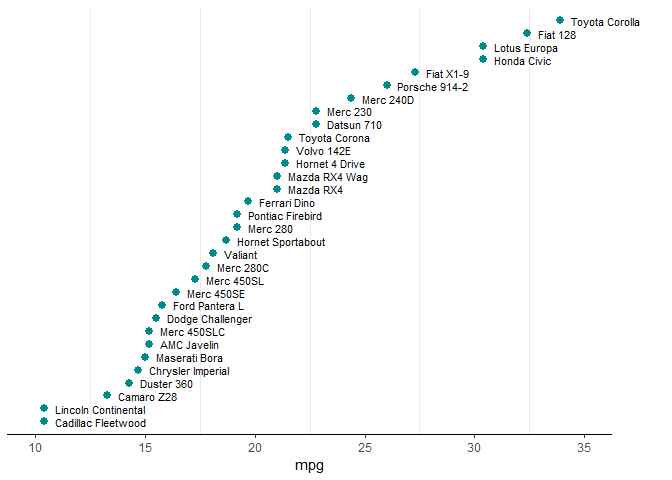 Toyota Corolla
Fiat 128
Lotus Europa
Honda Civic
Fiat X1-9
Porsche 914-2
Merc 240D
Merc 230
Datsun 710
Toyota Corona
Volvo 142E
Hornet 4 Drive
Mazda RX4 Wag
Mazda RX4
Ferrari Dino
Pontiac Firebird
Merc 280
Hornet Sportabout
Valiant
Merc 280C
Merc 450SL
Merc 450SE
Ford Pantera L
Dodge Challenger
Merc 450SLC
AMC Javelin
Maserati Bora
Chrysler Imperial
Duster 360
Camaro Z28
Lincoln Continental
Cadillac Fleetwood
10 15 20 25 30 35
mpg